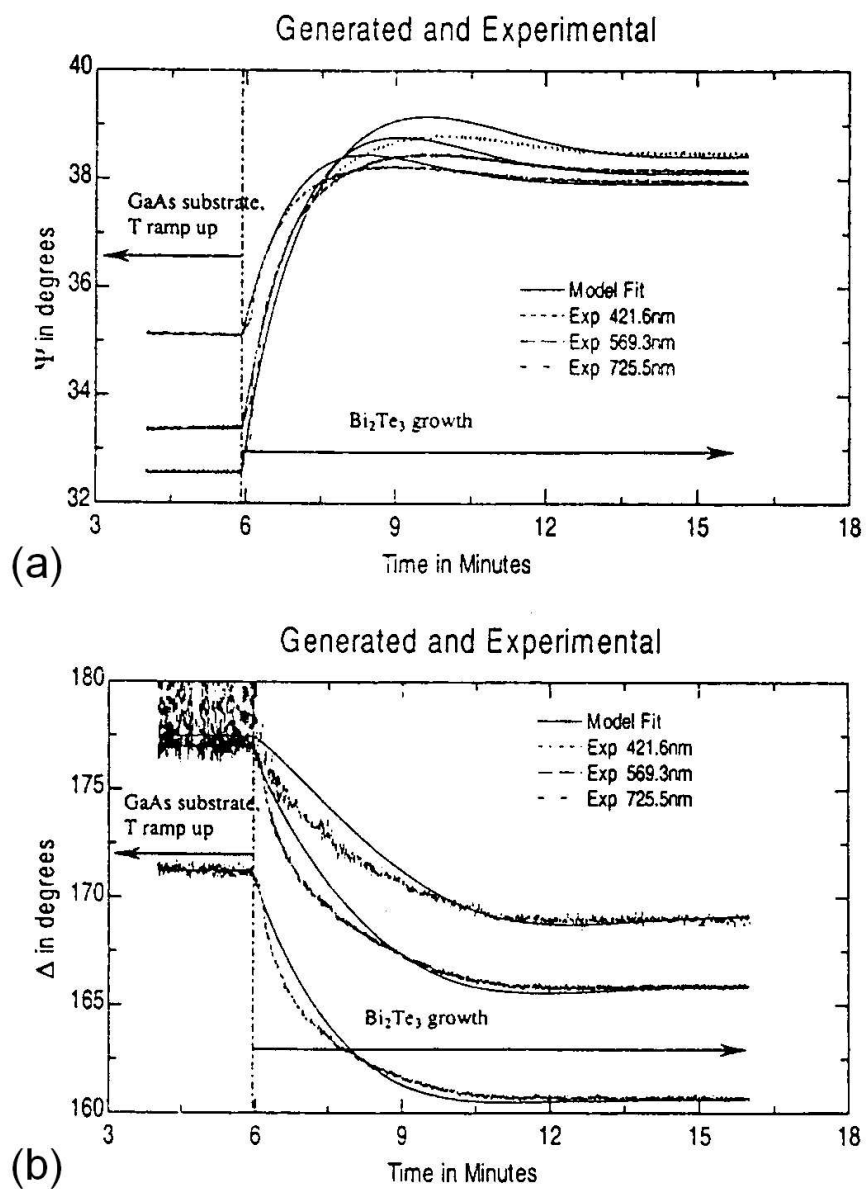 Generated and Experimental
40
38
36
34
32
Ψ in degrees
GaAs substrate,
T ramp up
Model Fit
Exp 421.6nm
Exp 569.3nm
Exp 725.5nm
Bi₂Te₃ growth
3 6 9 12 15 18
Time in Minutes
(a)
Generated and Experimental
180
175
170
165
160
Δ in degrees
GaAs substrate,
T ramp up
Model Fit
Exp 421.6nm
Exp 569.3nm
Exp 725.5nm
Bi₂Te₃ growth
3 6 9 12 15 18
Time in Minutes
(b)